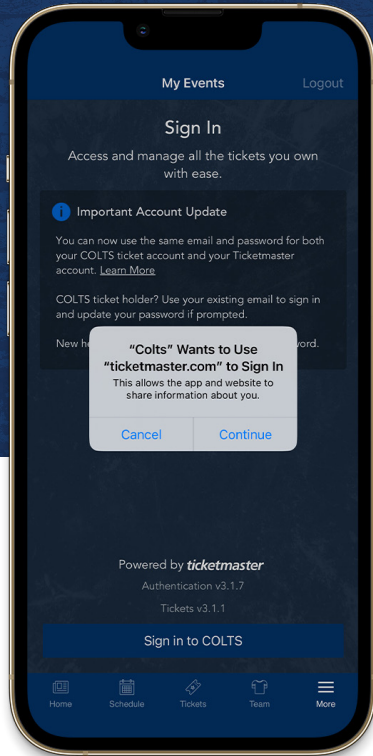 My Events
Logout
Sign In
Access and manage all the tickets you own
with ease.
i
Important Account Update
You can now use the same email and password for both
your COLTS ticket account and your Ticketmaster
account. Learn More
COLTS ticket holder? Use your existing email to sign in
and update your password if prompted.
New
"Colts" Wants to Use
"ticketmaster.com" to Sign In
This allows the app and website to
share information about you.
Cancel
Continue
Powered by ticketmaster
Authentication v3.1.7
Tickets v3.1.1
Sign in to COLTS
Home
Schedule
Tickets
Team
More